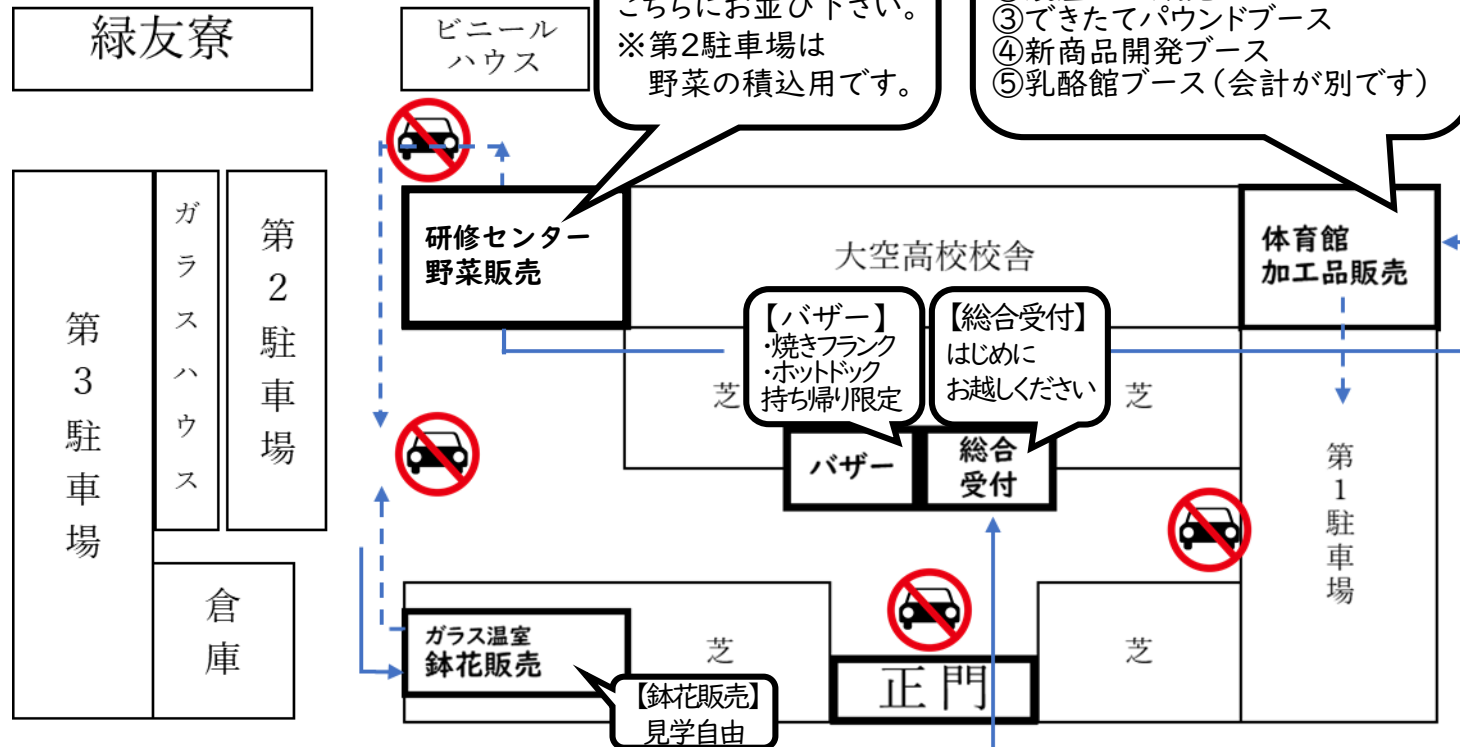 緑友寮
ビニール
ハウス
こちらにお並び下さい。
※第2駐車場は
野菜の積込用です。
③できたてパウンドブース
④新商品開発ブース
⑤乳酪館ブース(会計が別です)
第3駐車場
ガラスハウス
第2駐車場
倉庫
研修センター
野菜販売
大空高校校舎
体育館
加工品販売
【バザー】
・焼きフランク
・ホットドック
持ち帰り限定
【総合受付】
はじめに
お越しください
芝
芝
バザー
総合
受付
第1駐車場
ガラス温室
鉢花販売
芝
【鉢花販売】
見学自由
正門
芝